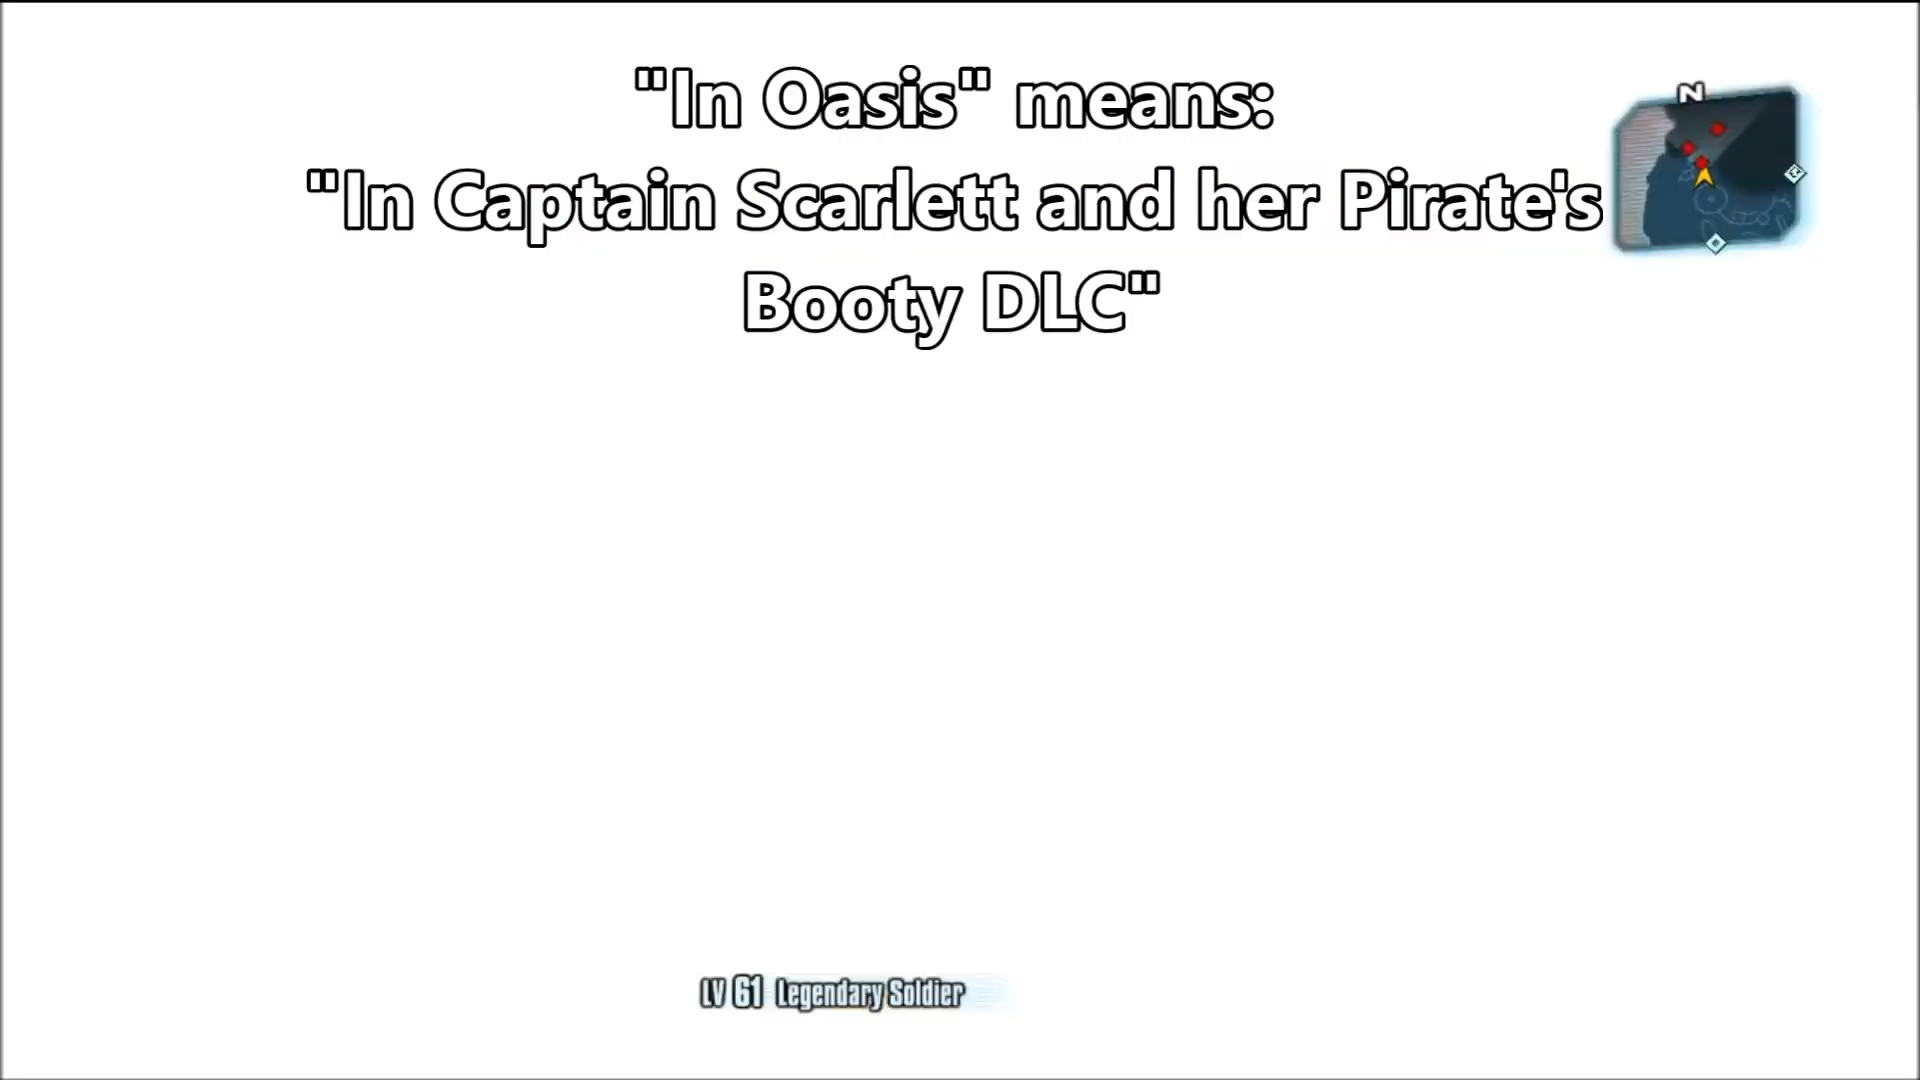 "In Oasis" means:
N
"In Captain Scarlett and her Pirate's
Booty DLC"
LV 61 Legendary Soldier